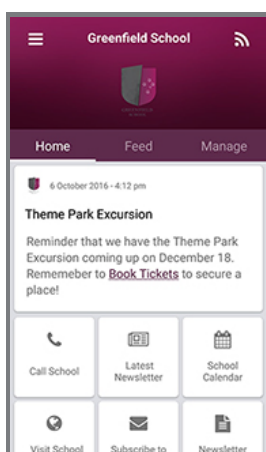 Greenfield School
Home Feed Manage
6 October 2016 - 4:12 pm
Theme Park Excursion
Reminder that we have the Theme Park
Excursion coming up on December 18.
Rememeber to Book Tickets to secure a
place!
Call School
Latest
Newsletter
School
Calendar
Visit School
Subscribe to
Newsletter